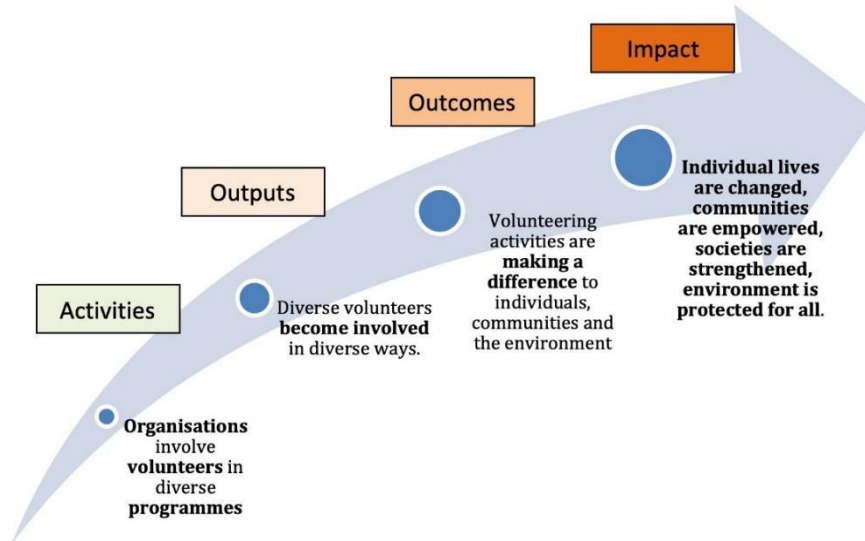 Activities
Organisations
involve
volunteers in
diverse
programmes
Outputs
Diverse volunteers
become involved
in diverse ways.
Outcomes
Volunteering
activities are
making a
difference to
individuals,
communities and
the environment
Impact
Individual lives
are changed,
communities
are empowered,
societies are
strengthened,
environment is
protected for all.